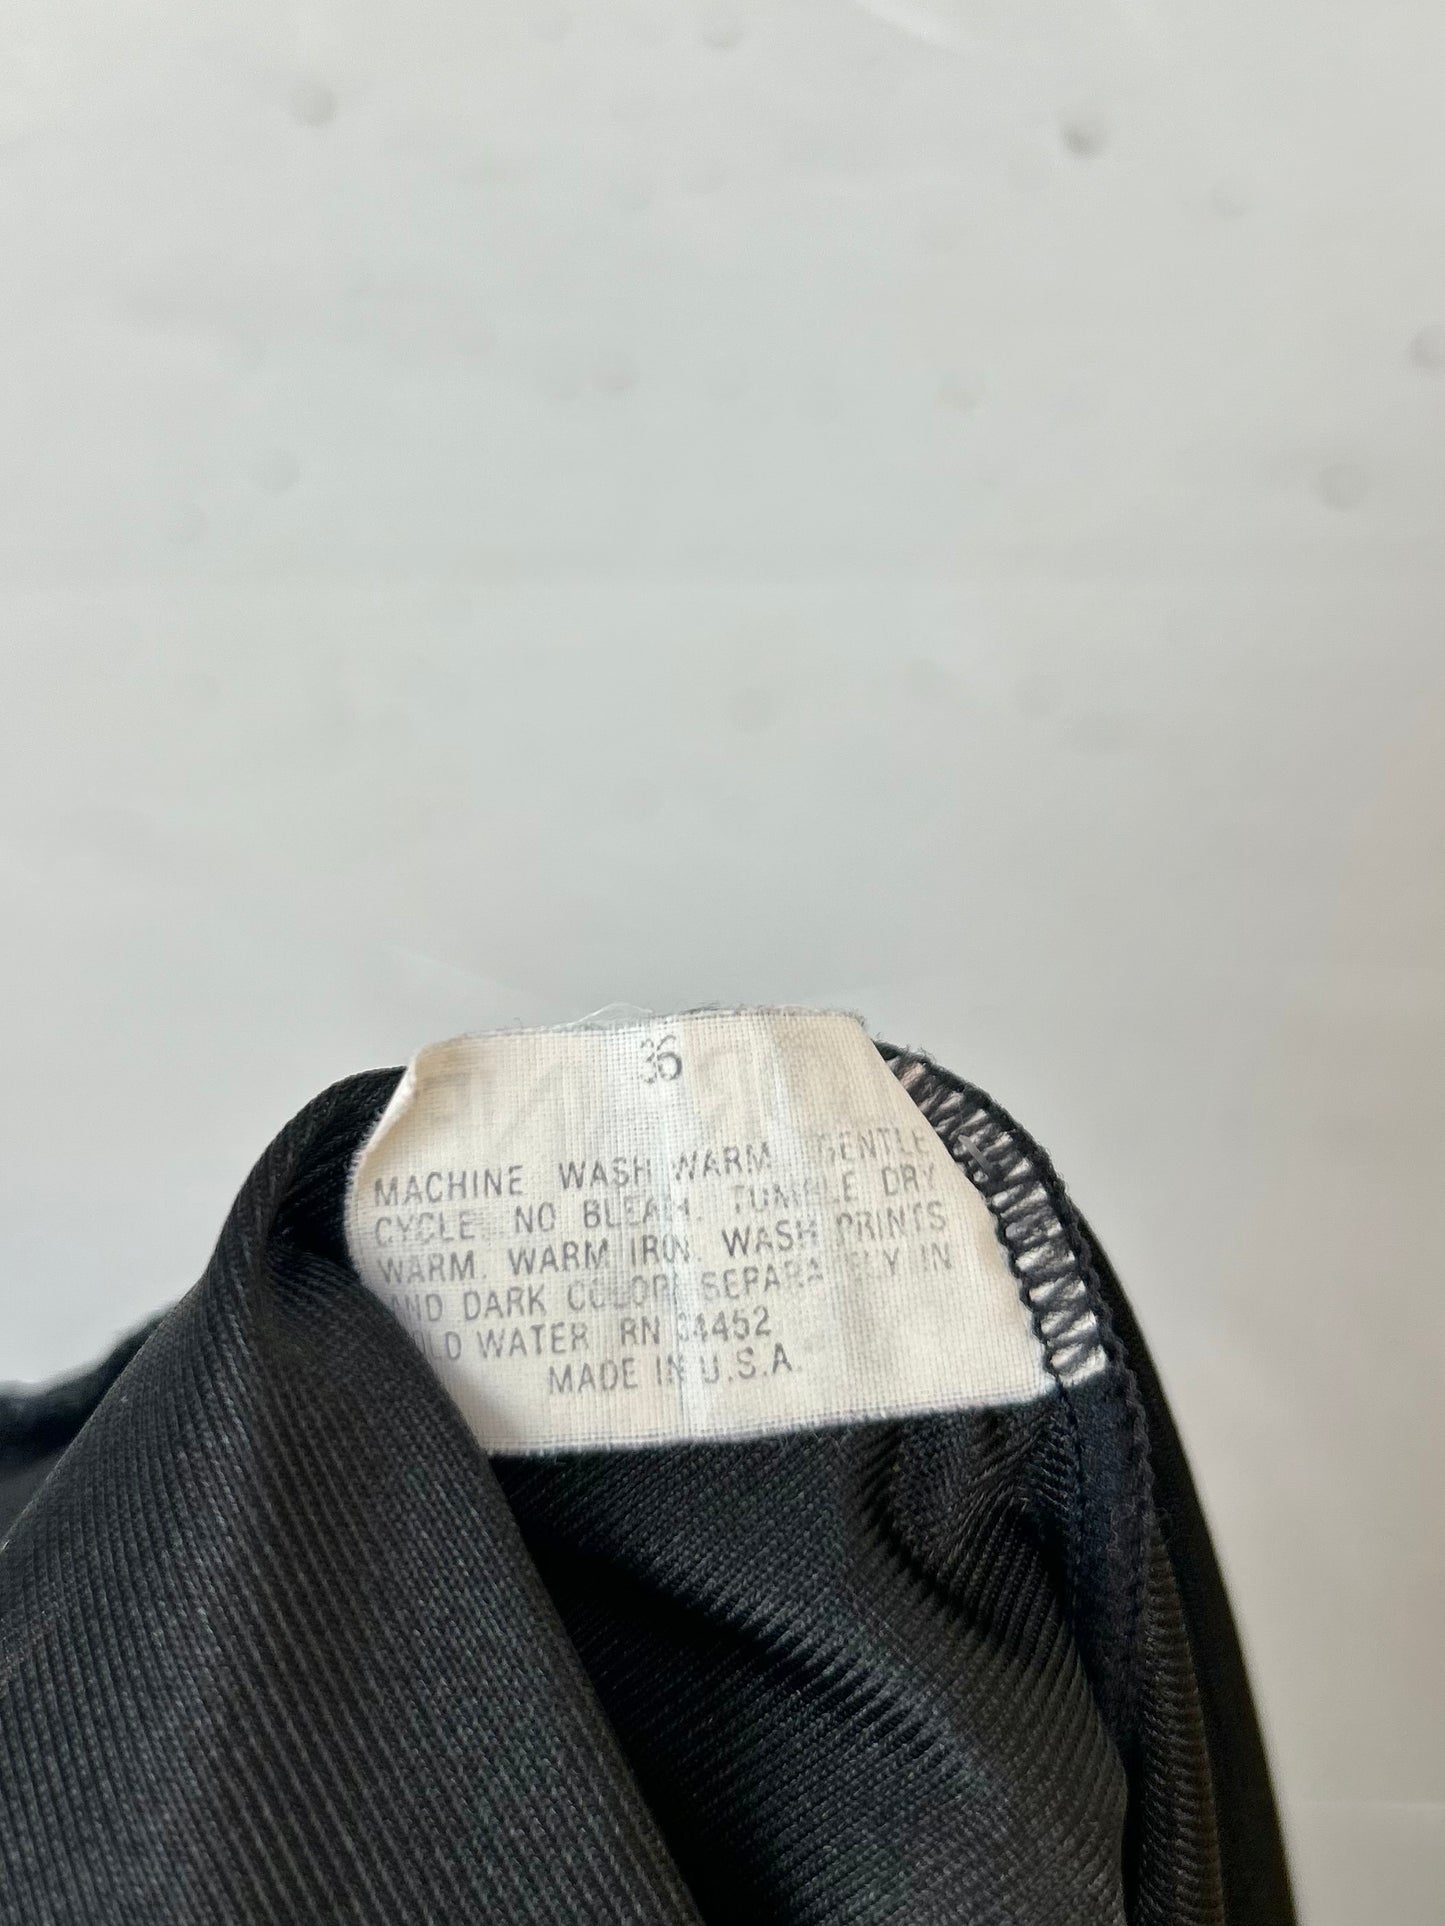 36
MACHINE WASH WARM. GENTLE
CYCLE. NO BLEACH. TUMBLE DRY
WARM. WARM IRON. WASH PRINTS
AND DARK COLORS SEPARATELY IN
COLD WATER RN 34452
MADE IN U.S.A.